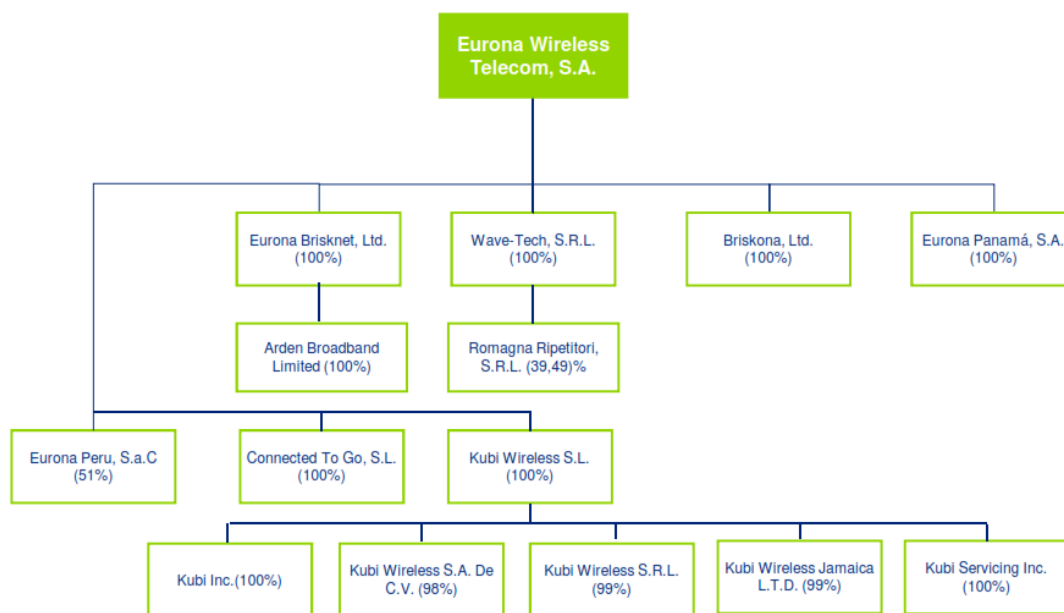 Eurona Wireless
Telecom, S.A.
Eurona Brisknet, Ltd.
(100%)
Wave-Tech, S.R.L.
(100%)
Briskona, Ltd.
(100%)
Eurona Panamá, S.A.
(100%)
Arden Broadband
Limited (100%)
Romagna Ripetitori,
S.R.L. (39,49)%
Eurona Peru, S.a.C
(51%)
Connected To Go, S.L.
(100%)
Kubi Wireless S.L.
(100%)
Kubi Inc.(100%)
Kubi Wireless S.A. De
C.V. (98%)
Kubi Wireless S.R.L.
(99%)
Kubi Wireless Jamaica
L.T.D. (99%)
Kubi Servicing Inc.
(100%)